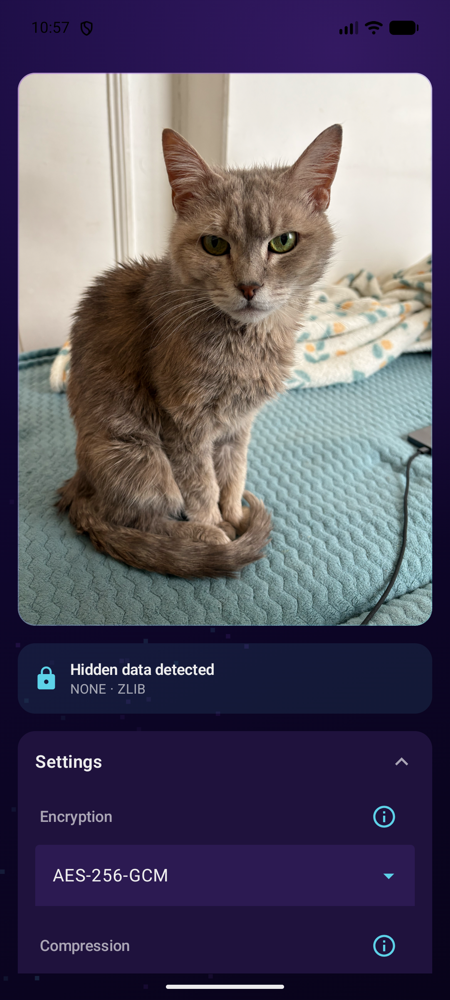 10:57
Hidden data detected
NONE · ZLIB
Settings
Encryption
AES-256-GCM
Compression